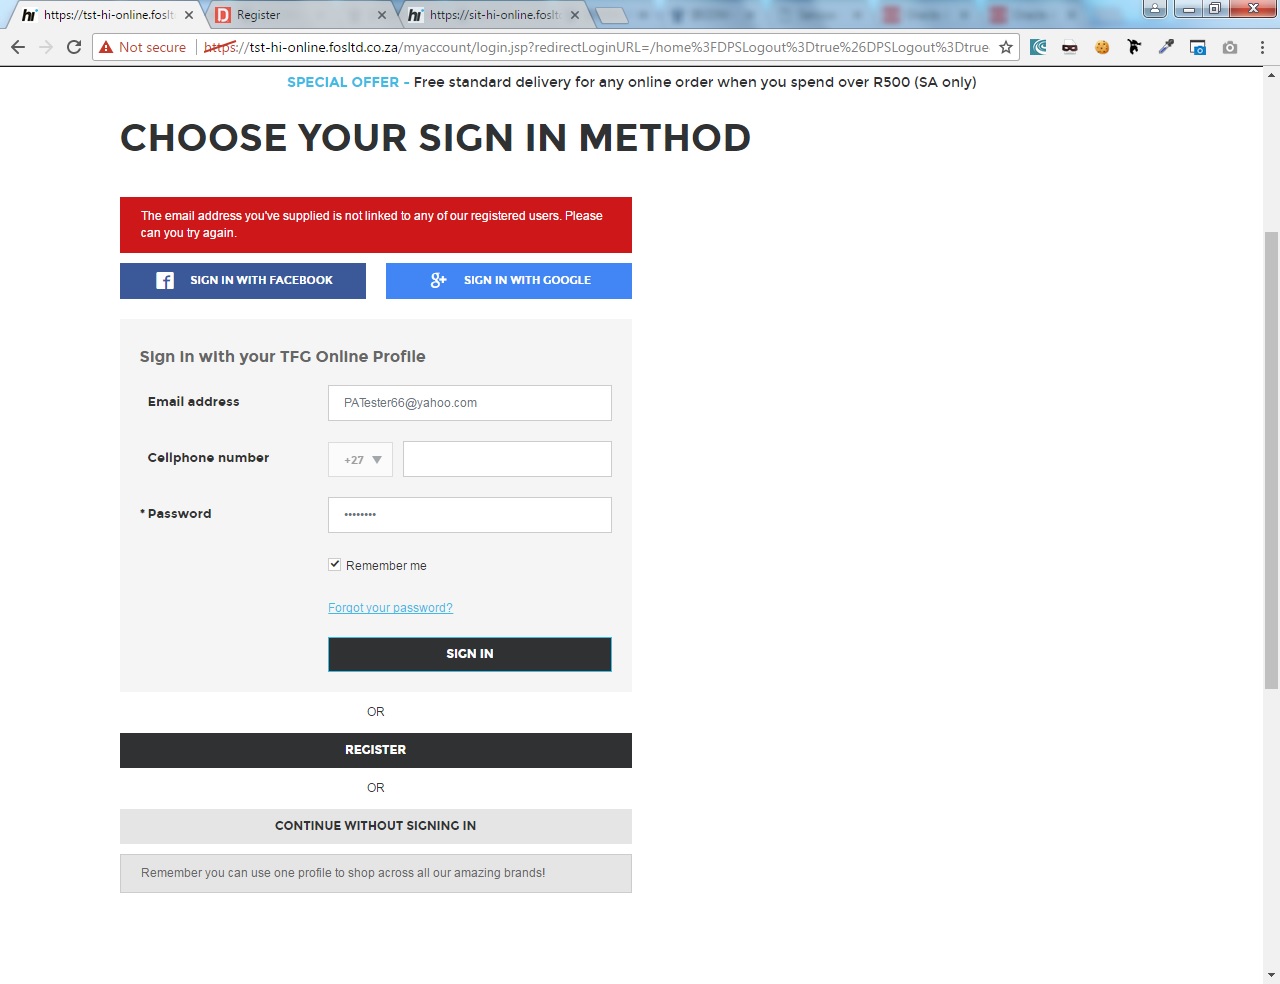 https://tst-hi-online.foslt
Register
https://sit-hi-online.foslt
Not secure
https://tst-hi-online.fosltd.co.za/myaccount/login.jsp?redirectLoginURL=/home%3FDPSLogout%3Dtrue%26DPSLogout%3Dtrue
SPECIAL OFFER - Free standard delivery for any online order when you spend over R500 (SA only)
CHOOSE YOUR SIGN IN METHOD
The email address you've supplied is not linked to any of our registered users. Please
can you try again.
SIGN IN WITH FACEBOOK
SIGN IN WITH GOOGLE
Sign in with your TFG Online Profile
Email address
PATester66@yahoo.com
Cellphone number
+27
* Password
••••••••
Remember me
Forgot your password?
SIGN IN
OR
REGISTER
OR
CONTINUE WITHOUT SIGNING IN
Remember you can use one profile to shop across all our amazing brands!